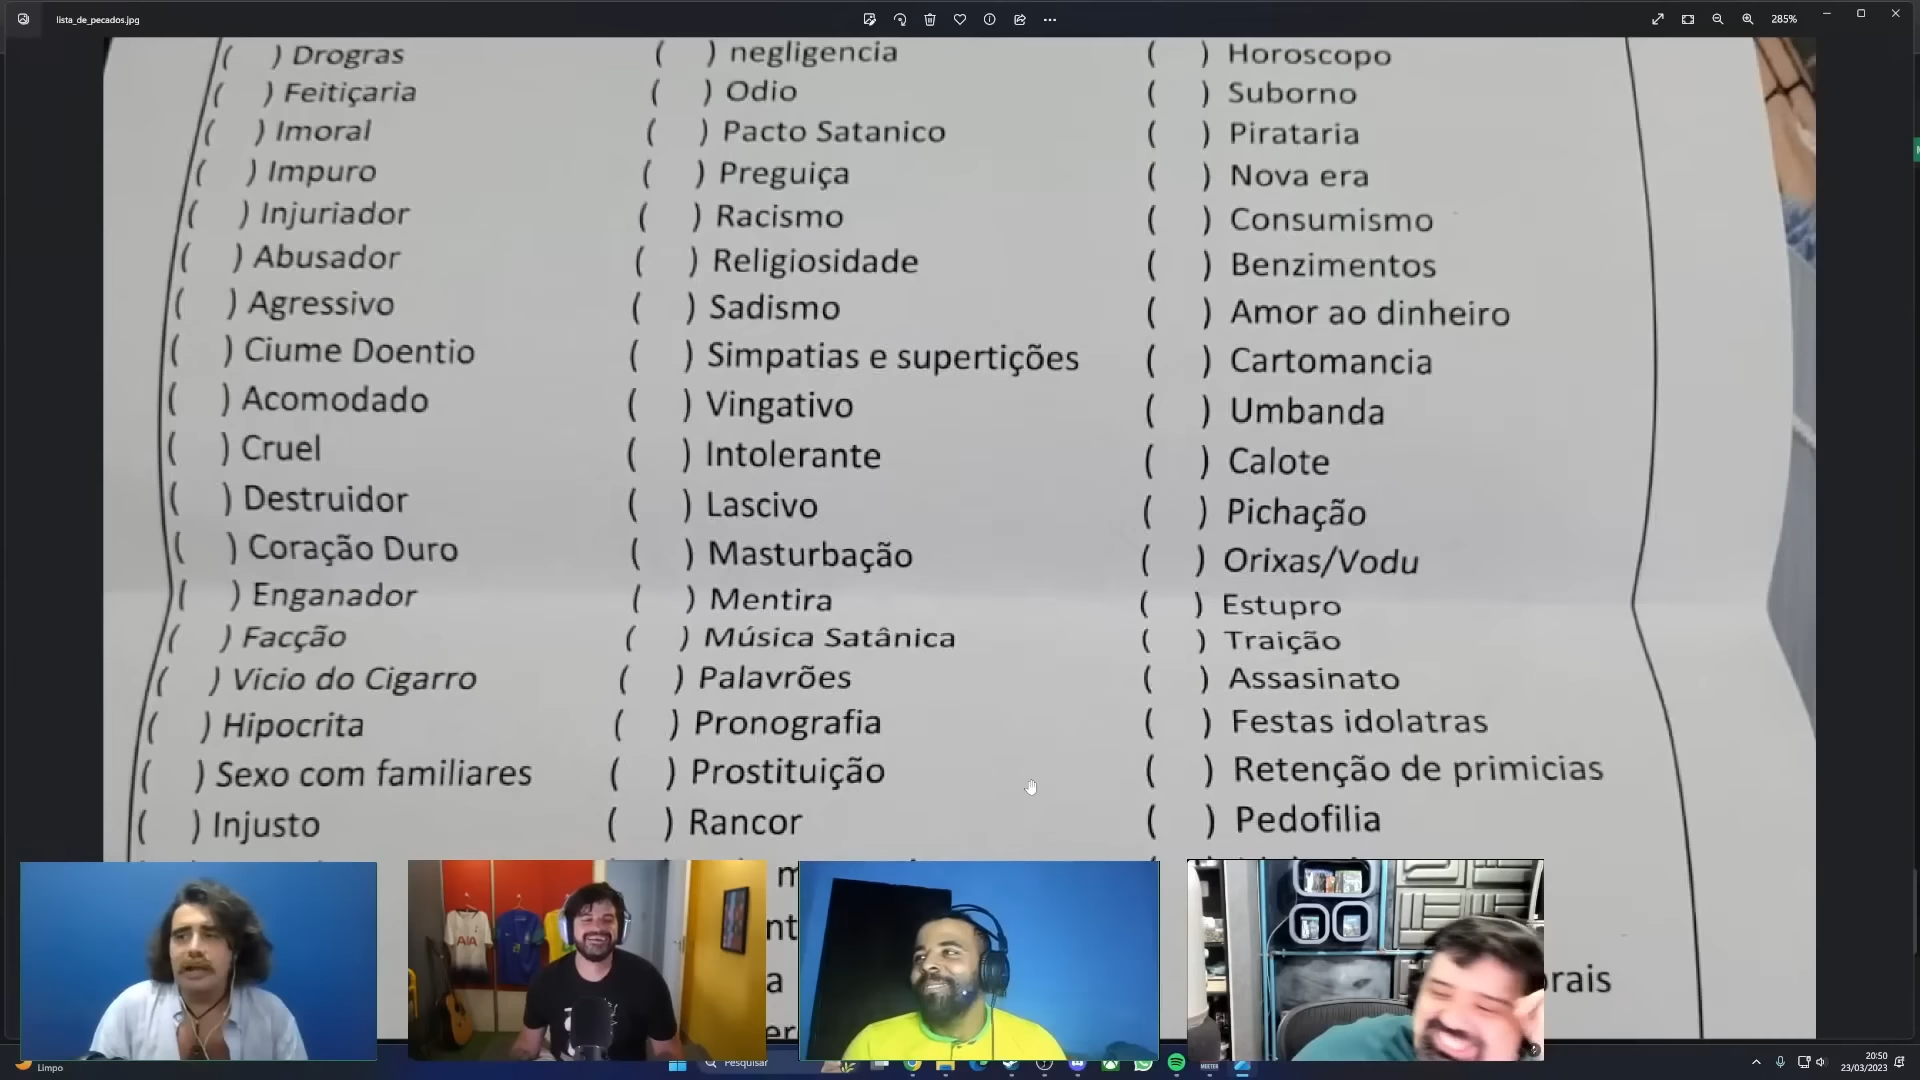 lista_de_pecados.jpg
285%
( ) Drogras ( ) negligencia ( ) Horoscopo
( ) Feitiçaria ( ) Odio ( ) Suborno
( ) Imoral ( ) Pacto Satanico ( ) Pirataria
( ) Impuro ( ) Preguiça ( ) Nova era
( ) Injuriador ( ) Racismo ( ) Consumismo
( ) Abusador ( ) Religiosidade ( ) Benzimentos
( ) Agressivo ( ) Sadismo ( ) Amor ao dinheiro
( ) Ciume Doentio ( ) Simpatias e supertições ( ) Cartomancia
( ) Acomodado ( ) Vingativo ( ) Umbanda
( ) Cruel ( ) Intolerante ( ) Calote
( ) Destruidor ( ) Lascivo ( ) Pichação
( ) Coração Duro ( ) Masturbação ( ) Orixas/Vodu
( ) Enganador ( ) Mentira ( ) Estupro
( ) Facção ( ) Música Satânica ( ) Traição
( ) Vicio do Cigarro ( ) Palavrões ( ) Assasinato
( ) Hipocrita ( ) Pronografia ( ) Festas idolatras
( ) Sexo com familiares ( ) Prostituição ( ) Retenção de primicias
( ) Injusto ( ) Rancor ( ) Pedofilia
AIA
Limpo
Pesquisar
20:50
23/03/2023